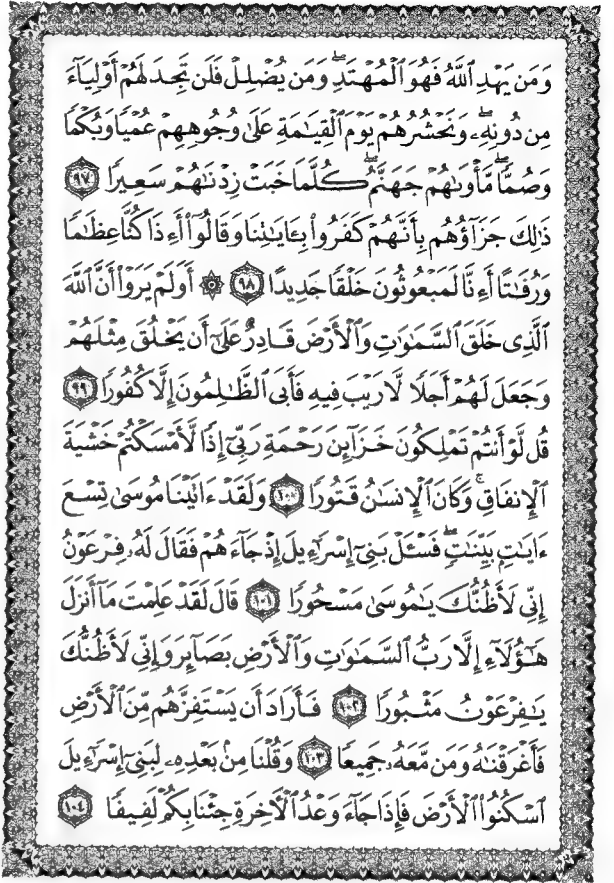 وَمَن يَهْدِ ٱللَّهُ فَهُوَ ٱلْمُهْتَدِ ۖ وَمَن يُضْلِلْ فَلَن تَجِدَ لَهُمْ أَوْلِيَآءَ
مِن دُونِهِۦ ۖ وَنَحْشُرُهُمْ يَوْمَ ٱلْقِيَـٰمَةِ عَلَىٰ وُجُوهِهِمْ عُمْيًا وَبُكْمًا
وَصُمًّا ۖ مَّأْوَىٰهُمْ جَهَنَّمُ ۖ كُلَّمَا خَبَتْ زِدْنَـٰهُمْ سَعِيرًا ٩٧
ذَٰلِكَ جَزَآؤُهُم بِأَنَّهُمْ كَفَرُوا۟ بِـَٔايَـٰتِنَا وَقَالُوٓا۟ أَءِذَا كُنَّا عِظَـٰمًا
وَرُفَـٰتًا أَءِنَّا لَمَبْعُوثُونَ خَلْقًا جَدِيدًا ٩٨ ۞ أَوَلَمْ يَرَوْا۟ أَنَّ ٱللَّهَ
ٱلَّذِى خَلَقَ ٱلسَّمَـٰوَٰتِ وَٱلْأَرْضَ قَادِرٌ عَلَىٰٓ أَن يَخْلُقَ مِثْلَهُمْ
وَجَعَلَ لَهُمْ أَجَلًا لَّا رَيْبَ فِيهِ فَأَبَى ٱلظَّـٰلِمُونَ إِلَّا كُفُورًا ٩٩
قُل لَّوْ أَنتُمْ تَمْلِكُونَ خَزَآئِنَ رَحْمَةِ رَبِّىٓ إِذًا لَّأَمْسَكْتُمْ خَشْيَةَ
ٱلْإِنفَاقِ ۚ وَكَانَ ٱلْإِنسَـٰنُ قَتُورًا ١٠٠ وَلَقَدْ ءَاتَيْنَا مُوسَىٰ تِسْعَ
ءَايَـٰتٍۭ بَيِّنَـٰتٍ ۖ فَسْـَٔلْ بَنِىٓ إِسْرَٰٓءِيلَ إِذْ جَآءَهُمْ فَقَالَ لَهُۥ فِرْعَوْنُ
إِنِّى لَأَظُنُّكَ يَـٰمُوسَىٰ مَسْحُورًا ١٠١ قَالَ لَقَدْ عَلِمْتَ مَآ أَنزَلَ
هَـٰٓؤُلَآءِ إِلَّا رَبُّ ٱلسَّمَـٰوَٰتِ وَٱلْأَرْضِ بَصَآئِرَ وَإِنِّى لَأَظُنُّكَ
يَـٰفِرْعَوْنُ مَثْبُورًا ١٠٢ فَأَرَادَ أَن يَسْتَفِزَّهُم مِّنَ ٱلْأَرْضِ
فَأَغْرَقْنَـٰهُ وَمَن مَّعَهُۥ جَمِيعًا ١٠٣ وَقُلْنَا مِنۢ بَعْدِهِۦ لِبَنِىٓ إِسْرَٰٓءِيلَ
ٱسْكُنُوا۟ ٱلْأَرْضَ فَإِذَا جَآءَ وَعْدُ ٱلْـَٔاخِرَةِ جِئْنَا بِكُمْ لَفِيفًا ١٠٤